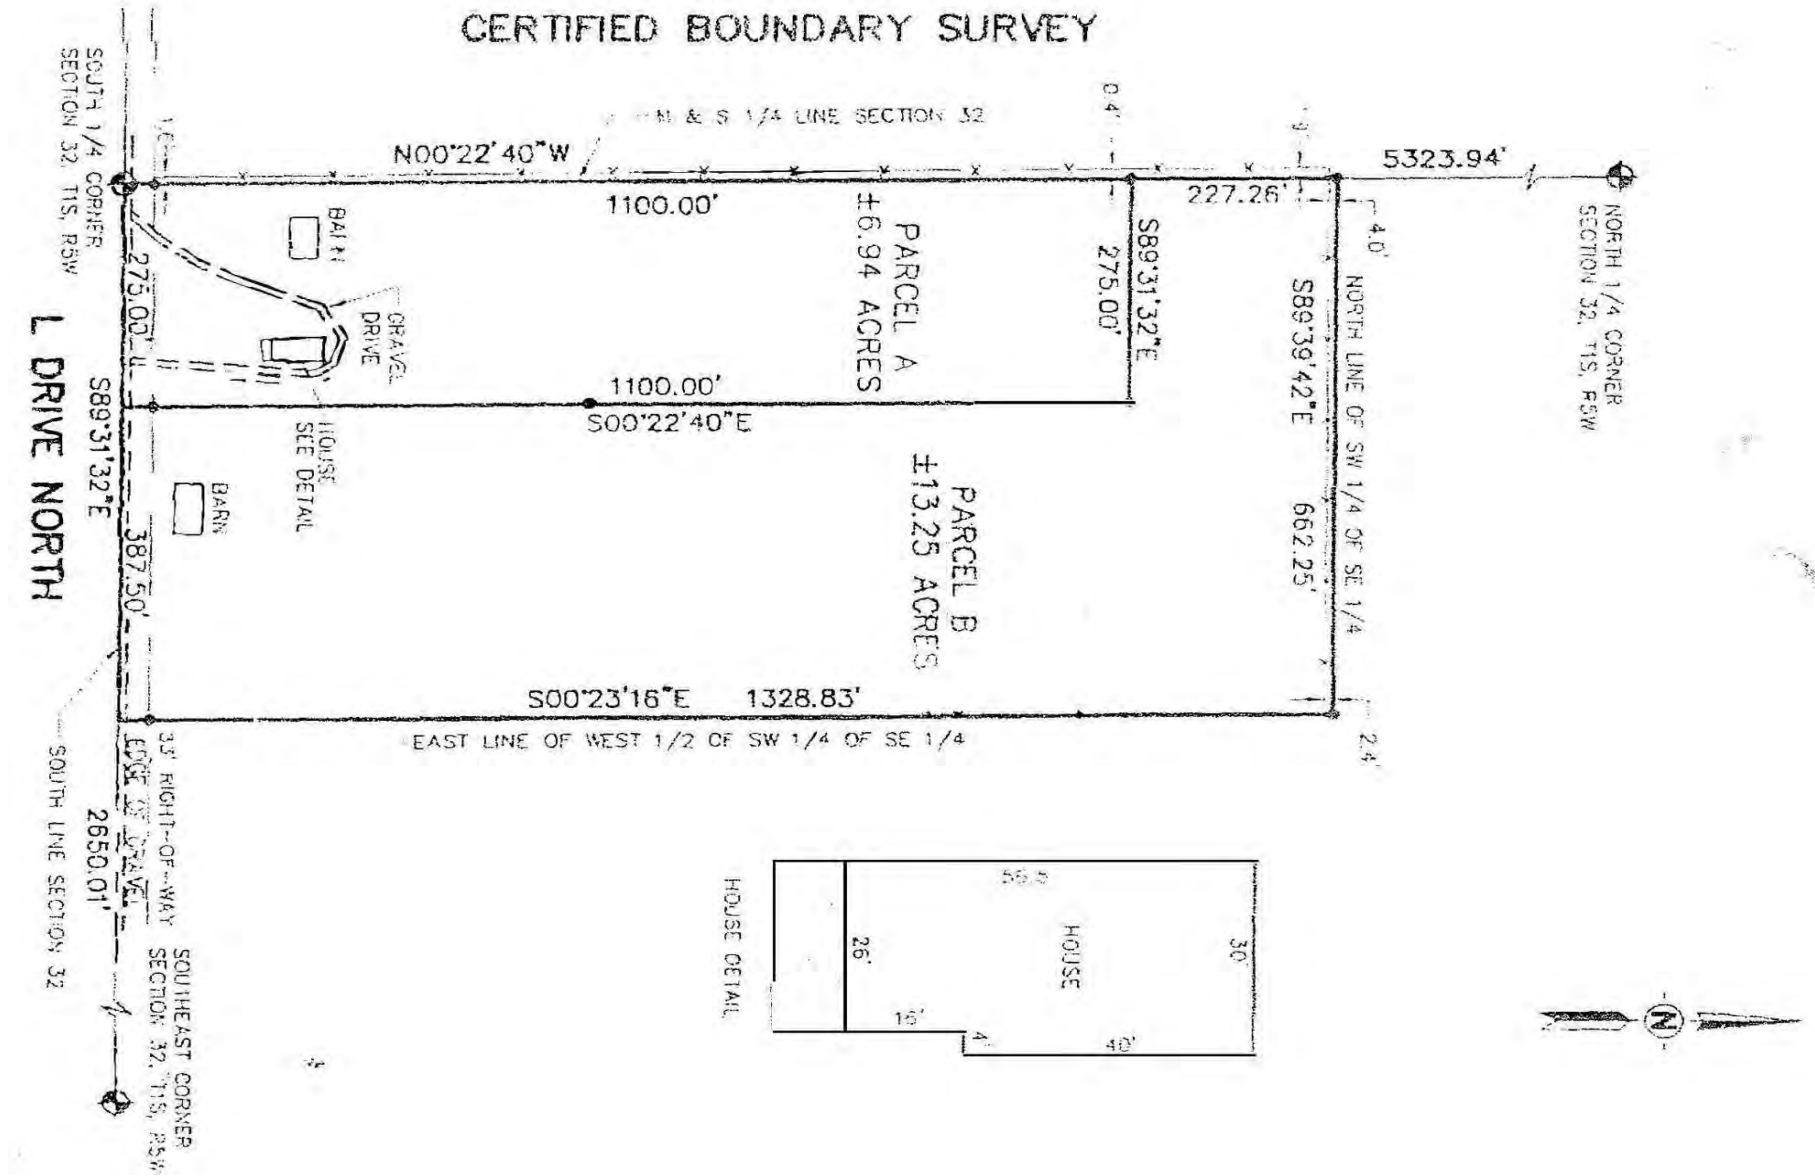 CERTIFIED BOUNDARY SURVEY
SOUTH 1/4 CORNER
SECTION 32, T1S, R5W
N & S 1/4 LINE SECTION 32
N00°22'40"W
1100.00'
0.4'
227.26'
5323.94'
NORTH 1/4 CORNER
SECTION 32, T1S, R5W
4.0'
BARN
GRAVEL
DRIVE
PARCEL A
±6.94 ACRES
S89°31'32"E
275.00'
NORTH LINE OF SW 1/4 OF SE 1/4
S89°39'42"E 662.25'
275.00'
1100.00'
S00°22'40"E
HOUSE
SEE DETAIL
BARN
L DRIVE NORTH
S89°31'32"E
387.50'
PARCEL B
±13.25 ACRES
S00°23'16"E 1328.83'
EAST LINE OF WEST 1/2 OF SW 1/4 OF SE 1/4
2.4'
33' RIGHT-OF-WAY
EDGE OF GRAVEL
2650.01'
SOUTH LINE SECTION 32
SOUTHEAST CORNER
SECTION 32, T1S, R5W
HOUSE DETAIL
56.5
26'
HOUSE
30'
16'
4'
40'
N